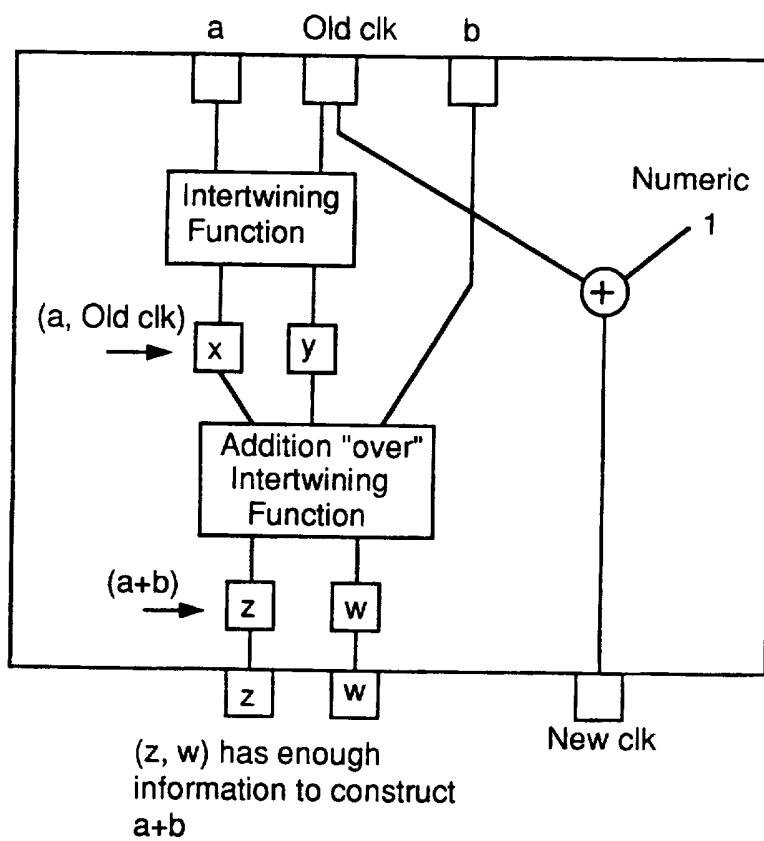 a Old clk b
Intertwining
Function
Numeric
1
+
(a, Old clk)
x y
Addition "over"
Intertwining
Function
(a+b)
z w
z w
New clk
(z, w) has enough
information to construct
a+b